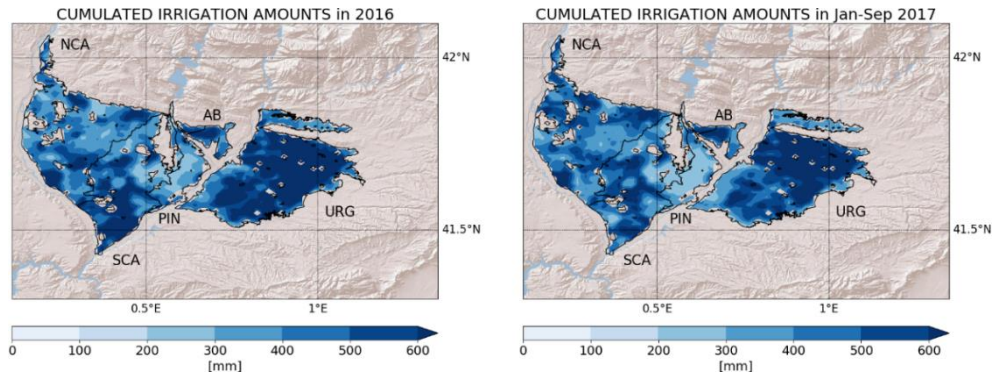 CUMULATED IRRIGATION AMOUNTS in 2016
NCA
42°N
AB
PIN
URG
41.5°N
SCA
0.5°E 1°E
0 100 200 300 400 500 600
[mm]
CUMULATED IRRIGATION AMOUNTS in Jan-Sep 2017
NCA
42°N
AB
PIN
URG
41.5°N
SCA
0.5°E 1°E
0 100 200 300 400 500 600
[mm]